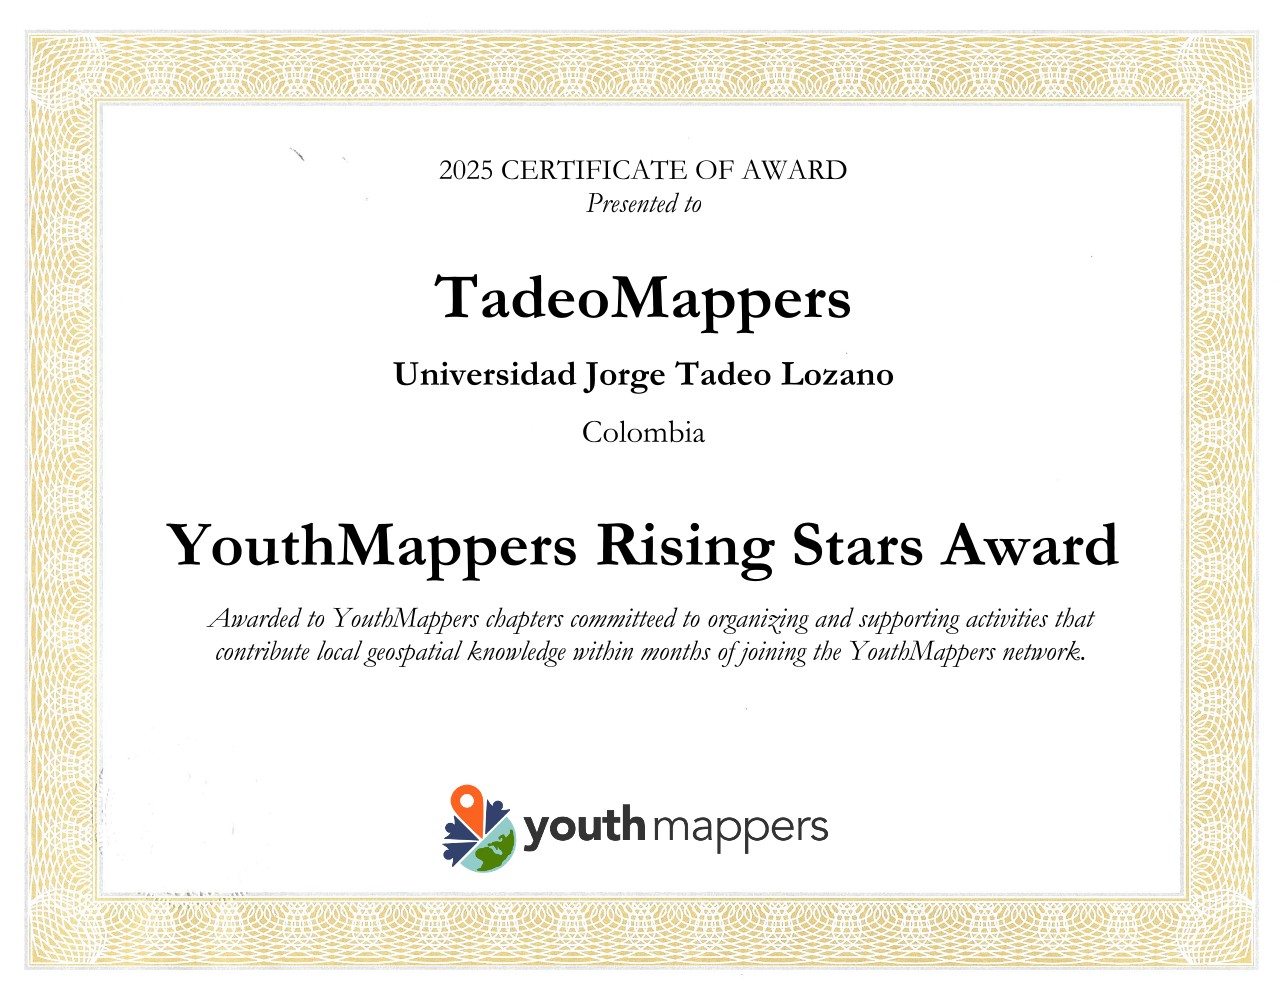 2025 CERTIFICATE OF AWARD
Presented to
TadeoMappers
Universidad Jorge Tadeo Lozano
Colombia
YouthMappers Rising Stars Award
Awarded to YouthMappers chapters committeed to organizing and supporting activities that
contribute local geospatial knowledge within months of joining the YouthMappers network.
youthmappers